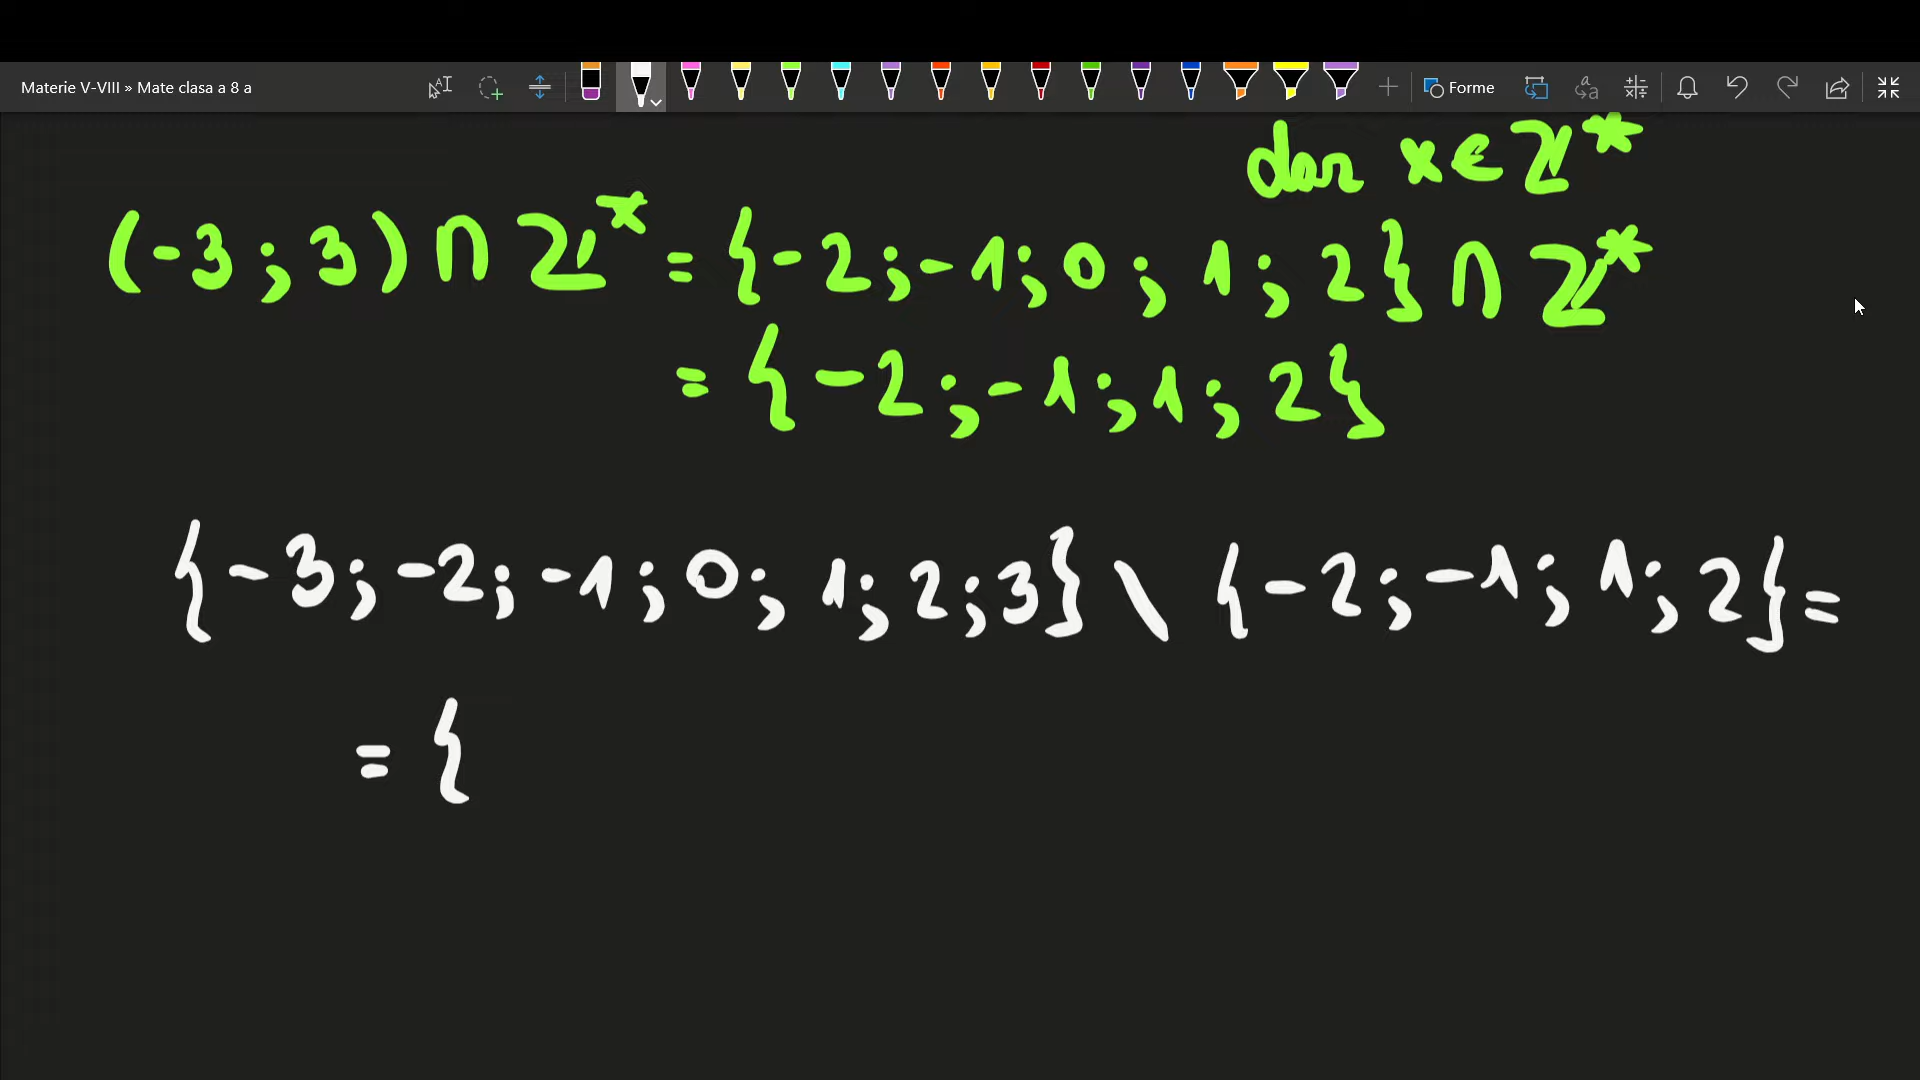 Materie V-VIII » Mate clasa a 8 a
Forme
dar x∈ℤ*
(-3;3)∩ℤ* = {-2;-1;0;1;2}∩ℤ*
= {-2;-1;1;2}
{-3;-2;-1;0;1;2;3} \ {-2;-1;1;2} =
= {